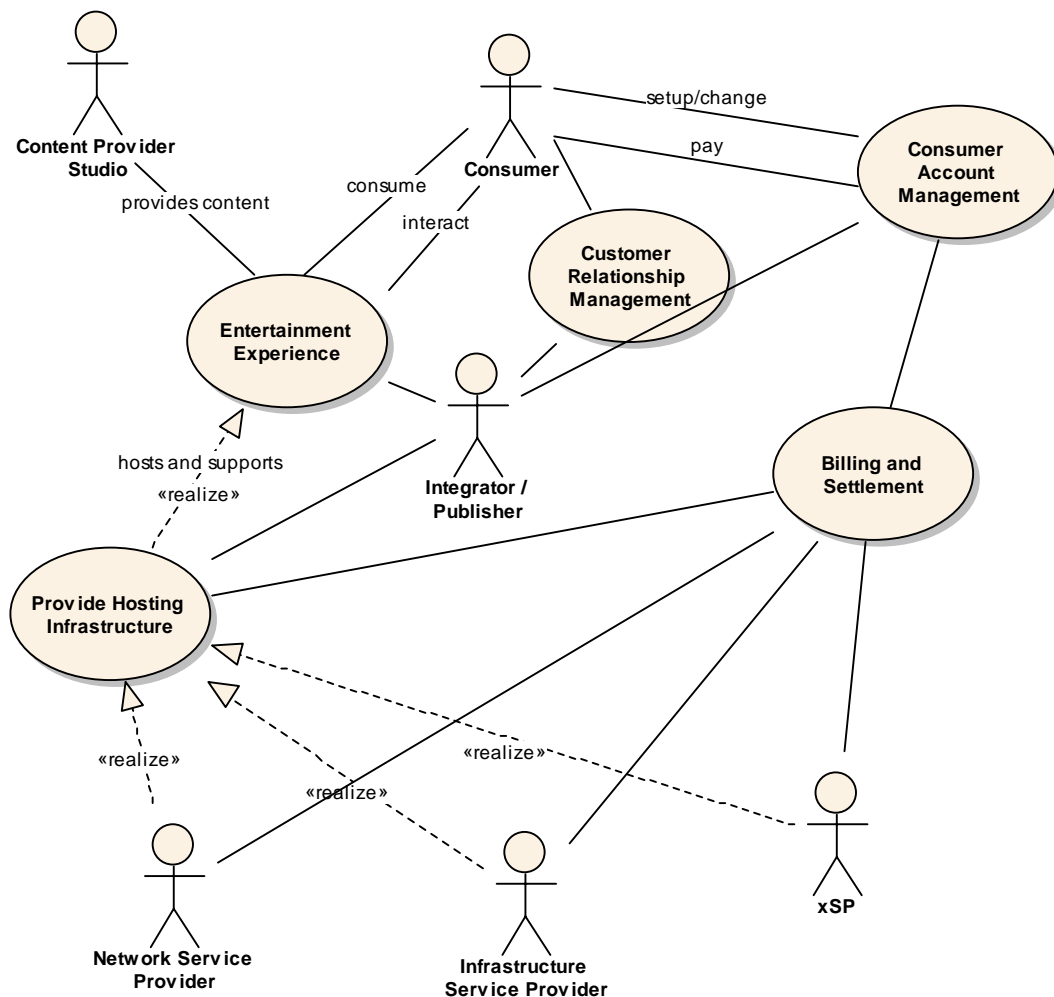 Content Provider
Studio
Consumer
setup/change
pay
Consumer
Account
Management
consume
provides content
interact
Customer
Relationship
Management
Entertainment
Experience
hosts and supports
«realize»
Integrator /
Publisher
Billing and
Settlement
Provide Hosting
Infrastructure
«realize»
«realize»
«realize»
xSP
Network Service
Provider
Infrastructure
Service Provider